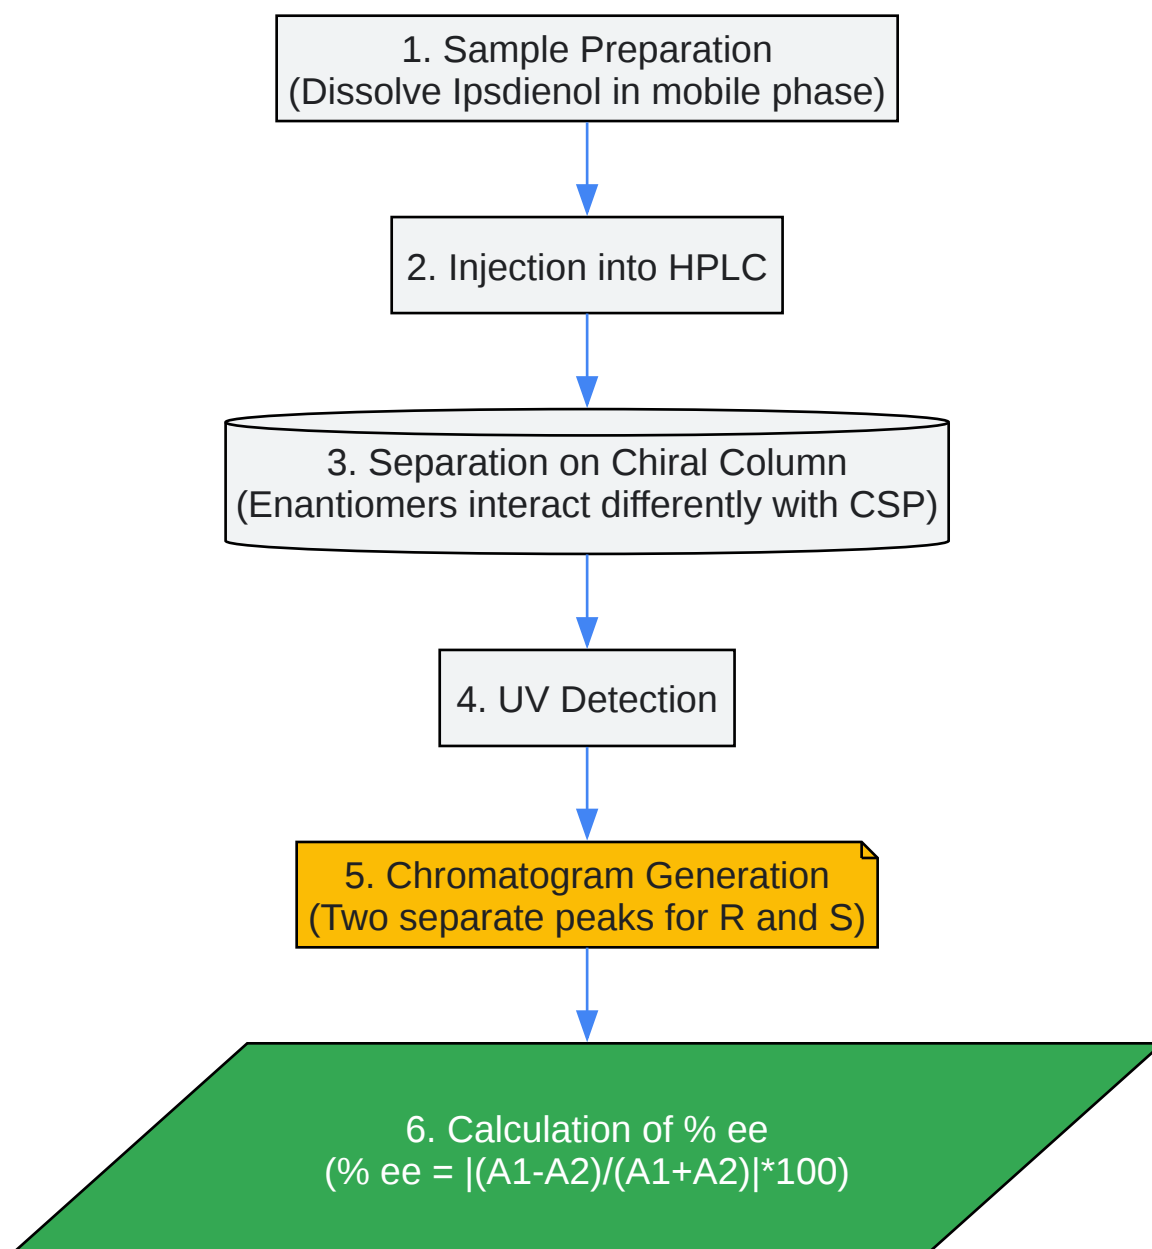 1. Sample Preparation
(Dissolve Ipsdienol in mobile phase)
2. Injection into HPLC
3. Separation on Chiral Column
(Enantiomers interact differently with CSP)
4. UV Detection
5. Chromatogram Generation
(Two separate peaks for R and S)
6. Calculation of % ee
(% ee = |(A1-A2)/(A1+A2)|*100)